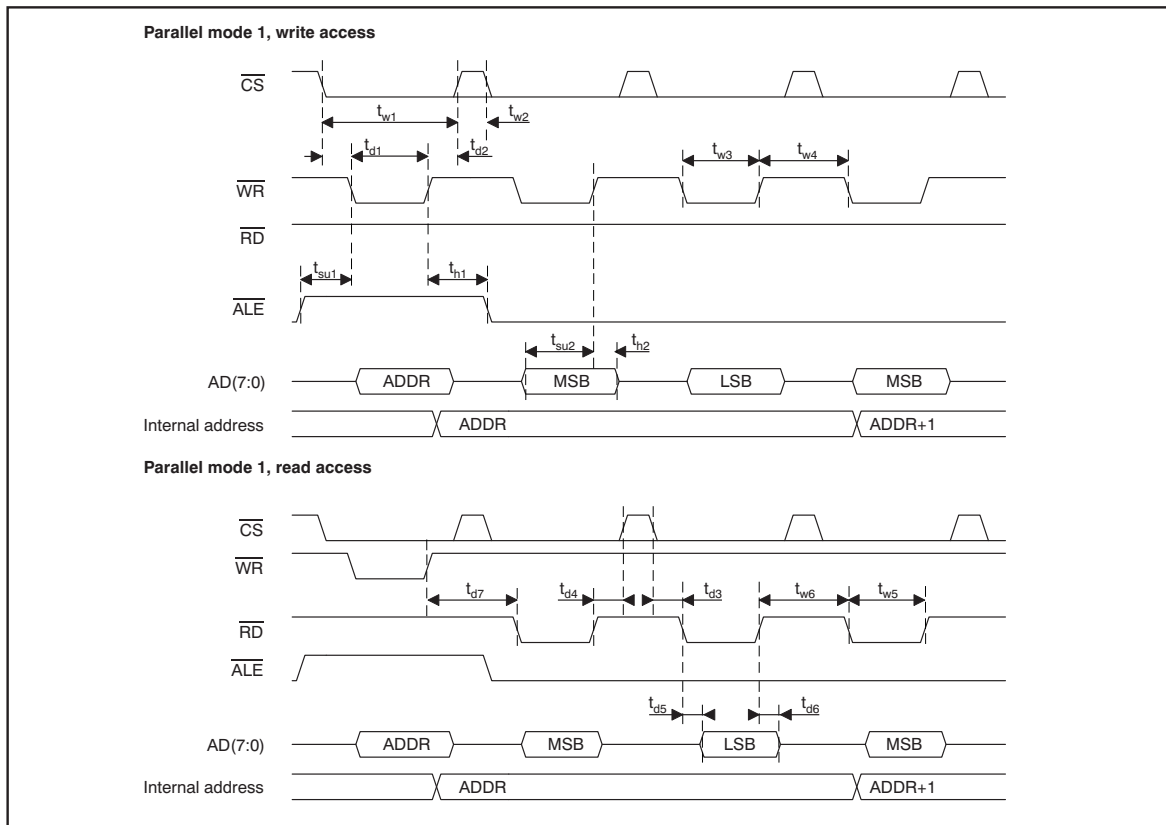 Parallel mode 1, write access
CS
tw1 tw2
td1 td2 tw3 tw4
WR
RD
tsu1 th1
ALE
tsu2 th2
AD(7:0) ADDR MSB LSB MSB
Internal address ADDR ADDR+1
Parallel mode 1, read access
CS
WR
td7 td4 td3 tw6 tw5
RD
ALE
td5 td6
AD(7:0) ADDR MSB LSB MSB
Internal address ADDR ADDR+1